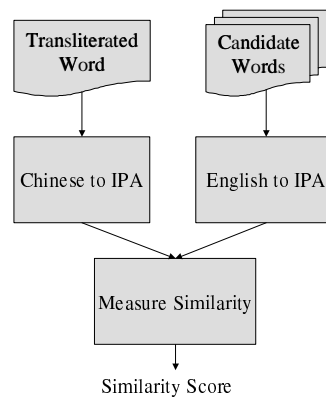 Transliterated
Word
Candidate
Words
Chinese to IPA
English to IPA
Measure Similarity
Similarity Score